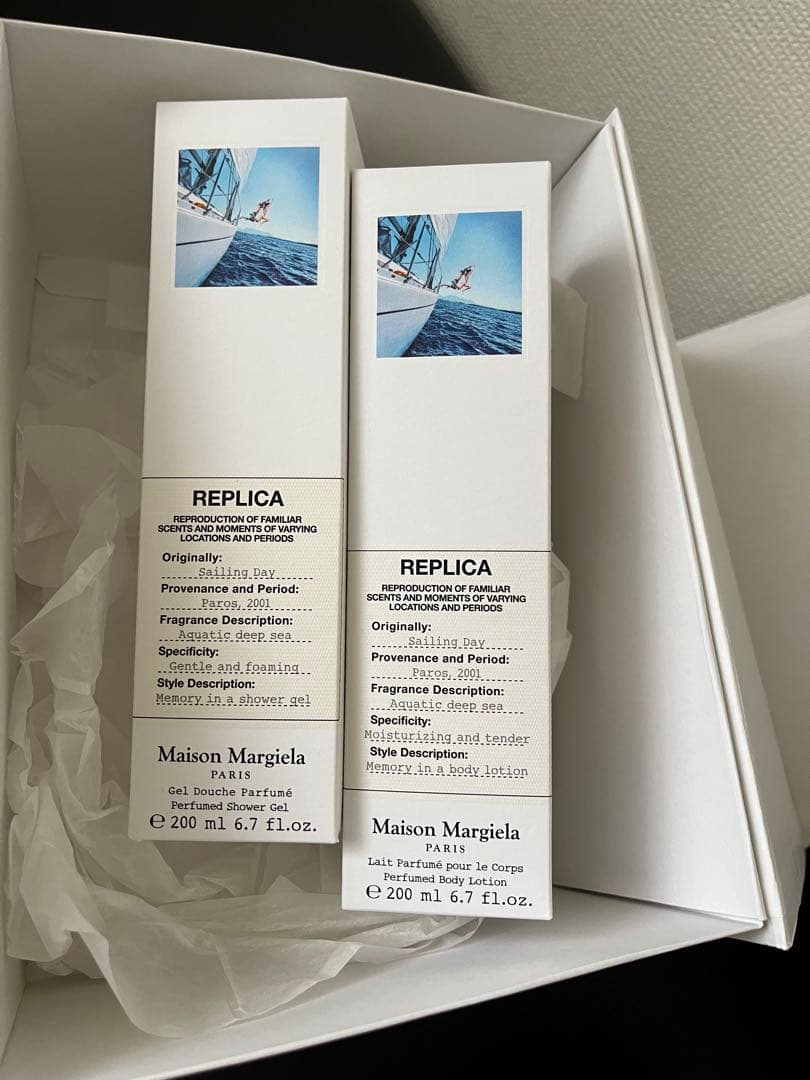 REPLICA
REPRODUCTION OF FAMILIAR
SCENTS AND MOMENTS OF VARYING
LOCATIONS AND PERIODS
Originally:
Sailing Day
Provenance and Period:
Paros, 2001
Fragrance Description:
Aquatic deep sea
Specificity:
Gentle and foaming
Style Description:
Memory in a shower gel
Maison Margiela
PARIS
Gel Douche Parfumé
Perfumed Shower Gel
℮ 200 ml 6.7 fl.oz.
REPLICA
REPRODUCTION OF FAMILIAR
SCENTS AND MOMENTS OF VARYING
LOCATIONS AND PERIODS
Originally:
Sailing Day
Provenance and Period:
Paros, 2001
Fragrance Description:
Aquatic deep sea
Specificity:
Moisturizing and tender
Style Description:
Memory in a body lotion
Maison Margiela
PARIS
Lait Parfumé pour le Corps
Perfumed Body Lotion
℮ 200 ml 6.7 fl.oz.